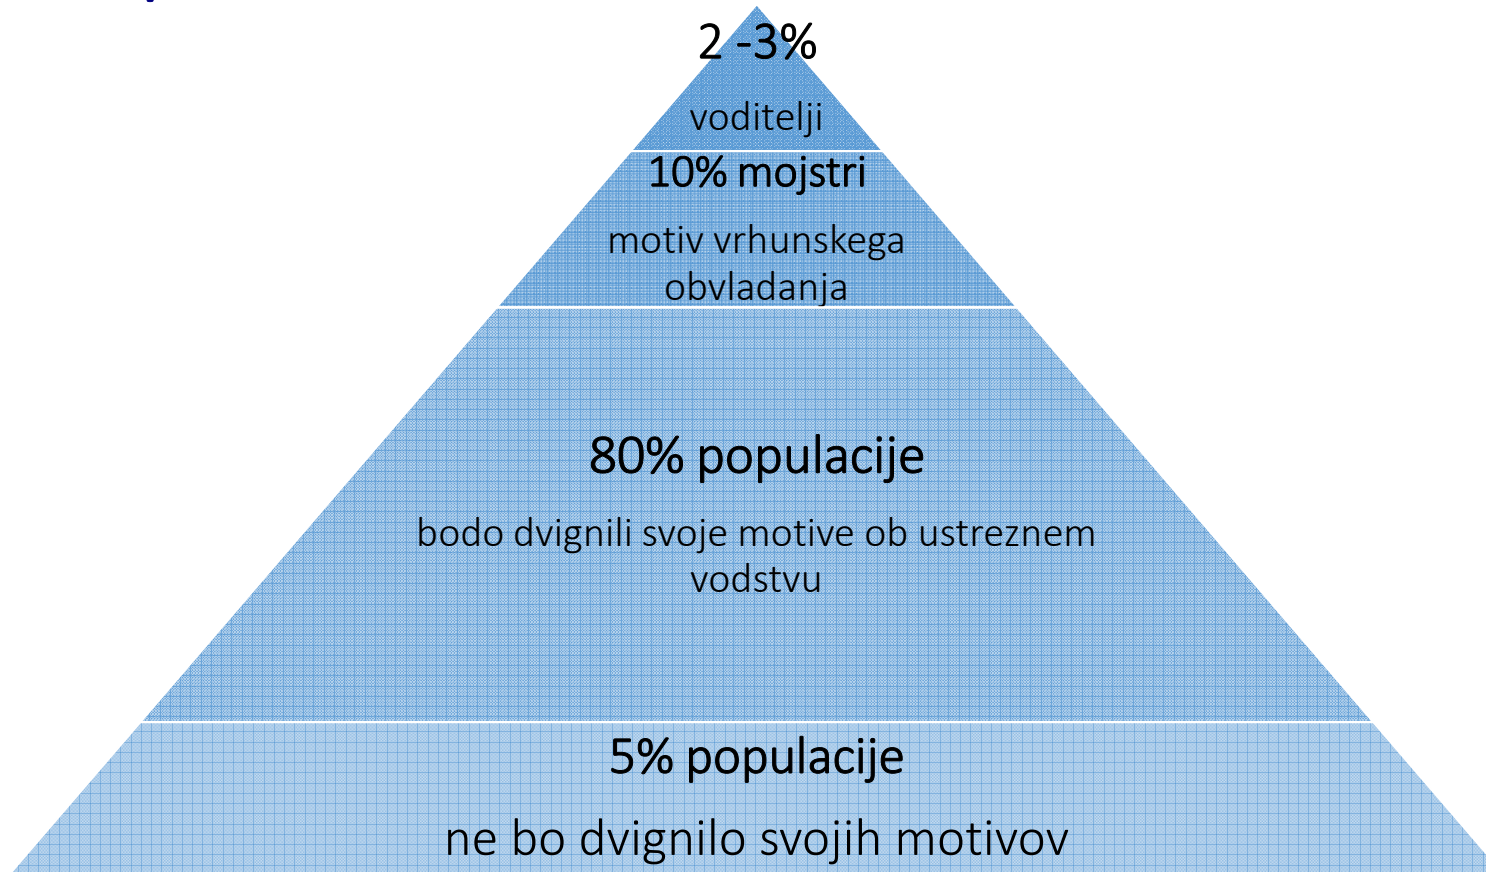 2 -3%
voditelji
10% mojstri
motiv vrhunskega
obvladanja
80% populacije
bodo dvignili svoje motive ob ustreznem
vodstvu
5% populacije
ne bo dvignilo svojih motivov